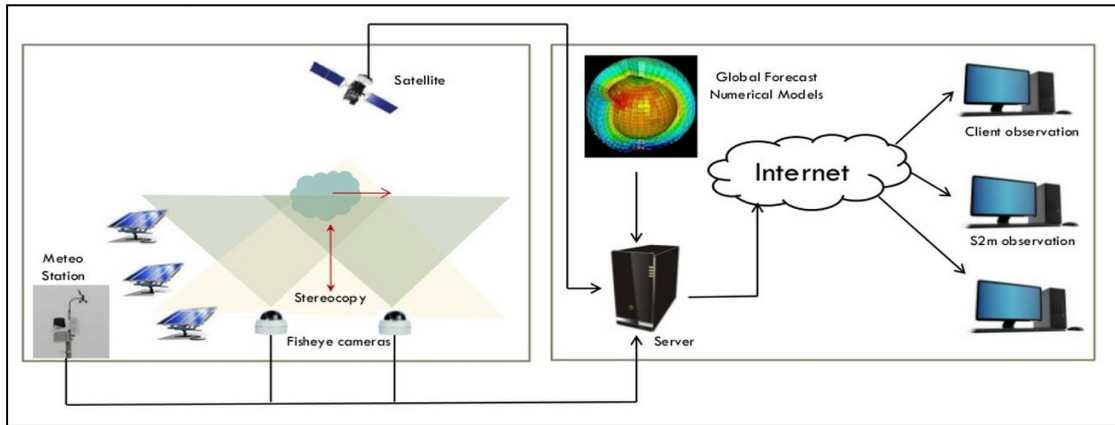 Satellite
Meteo
Station
Stereocopy
Fisheye cameras
Global Forecast
Numerical Models
Internet
Server
Client observation
S2m observation